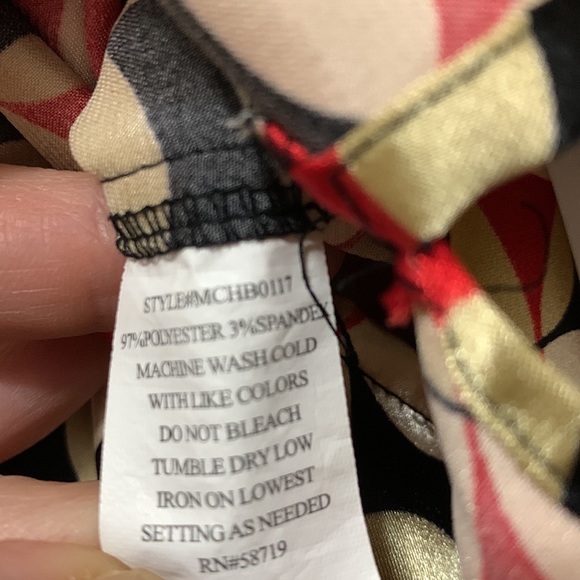 STYLE#MCHB0117
97%POLYESTER 3%SPANDEX
MACHINE WASH COLD
WITH LIKE COLORS
DO NOT BLEACH
TUMBLE DRY LOW
IRON ON LOWEST
SETTING AS NEEDED
RN#58719